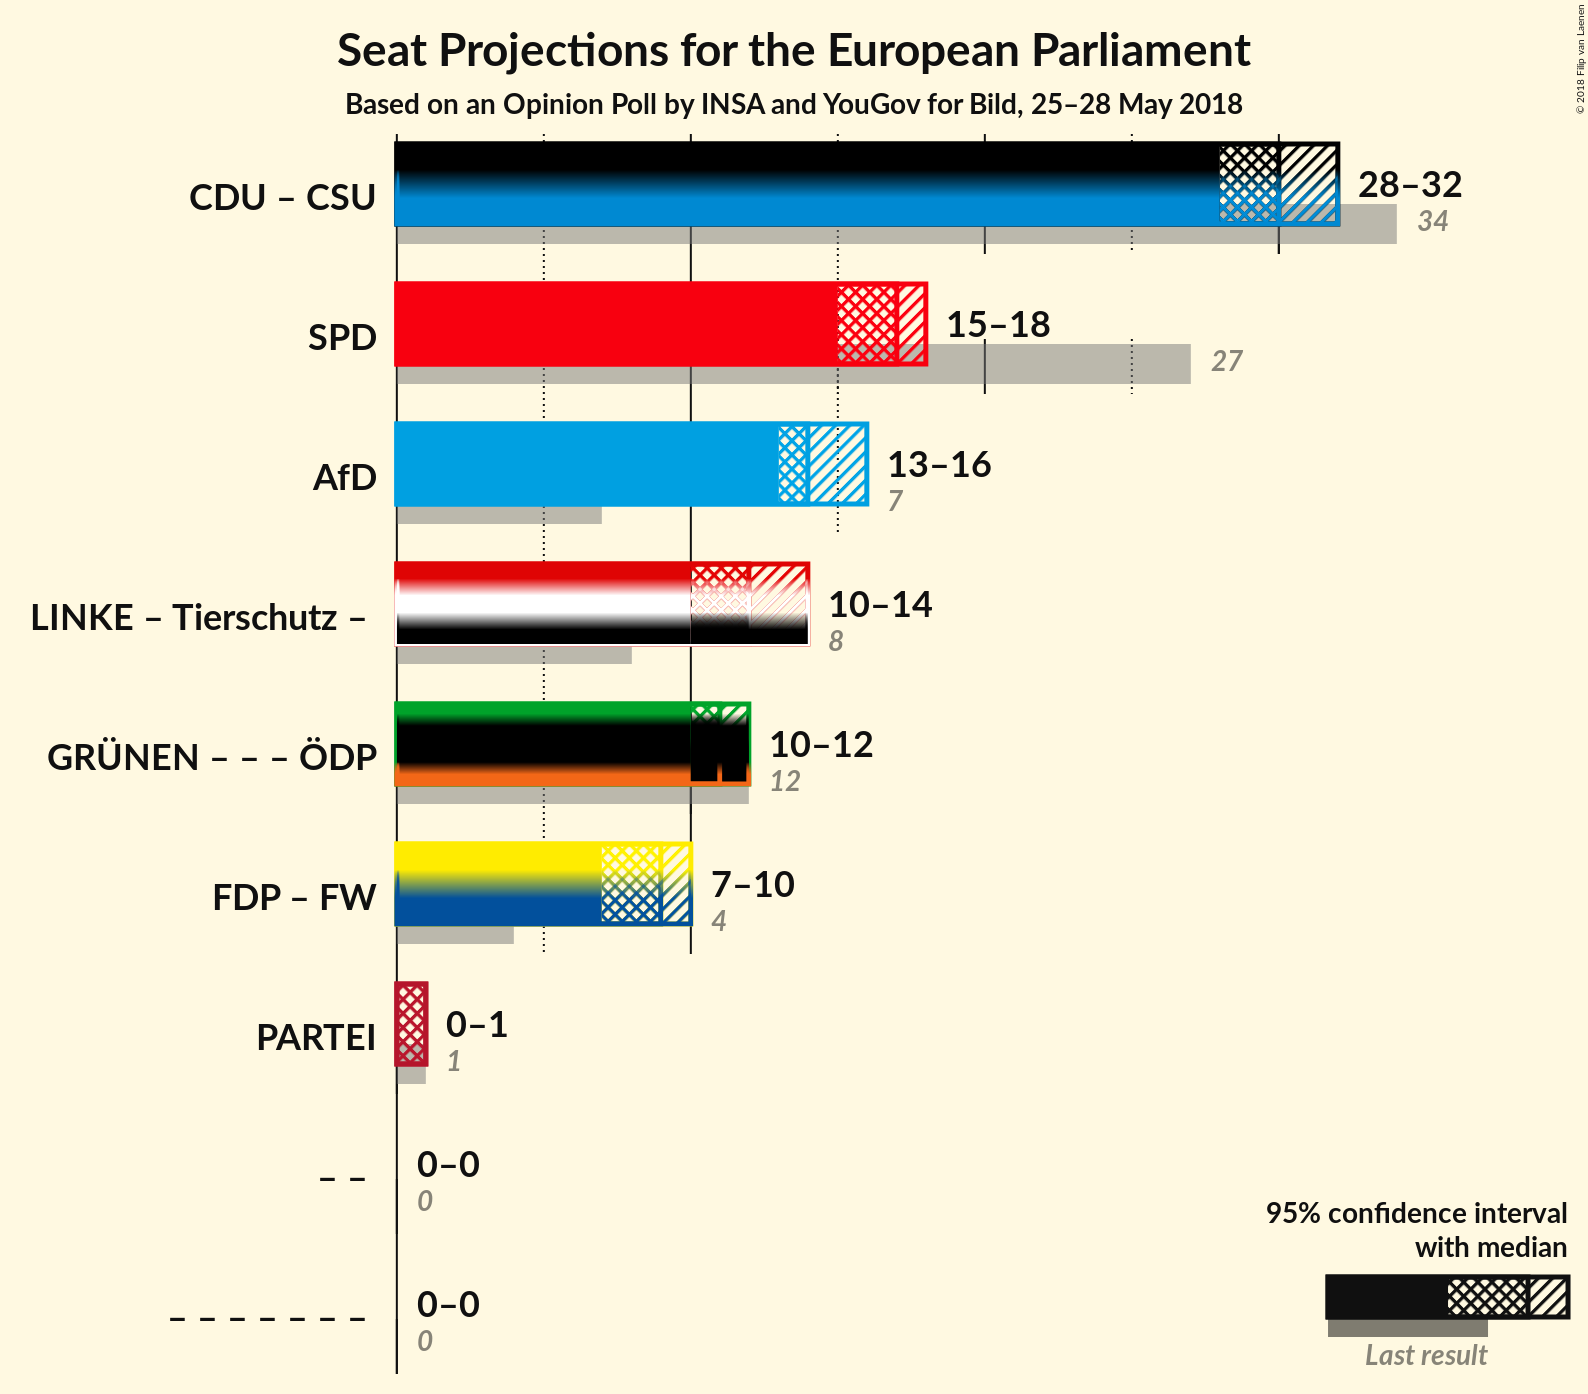 Seat Projections for the European Parliament
Based on an Opinion Poll by INSA and YouGov for Bild, 25–28 May 2018
© 2018 Filip van Laenen
CDU – CSU
28–32
34
SPD
15–18
27
AfD
13–16
7
LINKE – Tierschutz –
10–14
8
GRÜNEN – – – ÖDP
10–12
12
FDP – FW
7–10
4
PARTEI
0–1
1
– –
0–0
0
– – – – – – –
0–0
0
95% confidence interval
with median
Last result